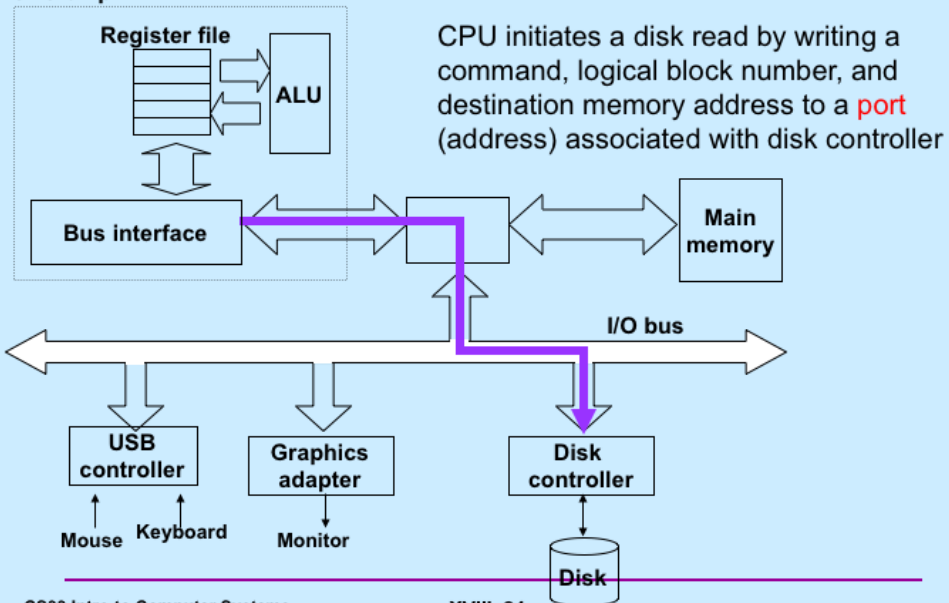 Register file
ALU
CPU initiates a disk read by writing a
command, logical block number, and
destination memory address to a port
(address) associated with disk controller
Bus interface
Main
memory
I/O bus
USB
controller
Graphics
adapter
Disk
controller
Mouse
Keyboard
Monitor
Disk